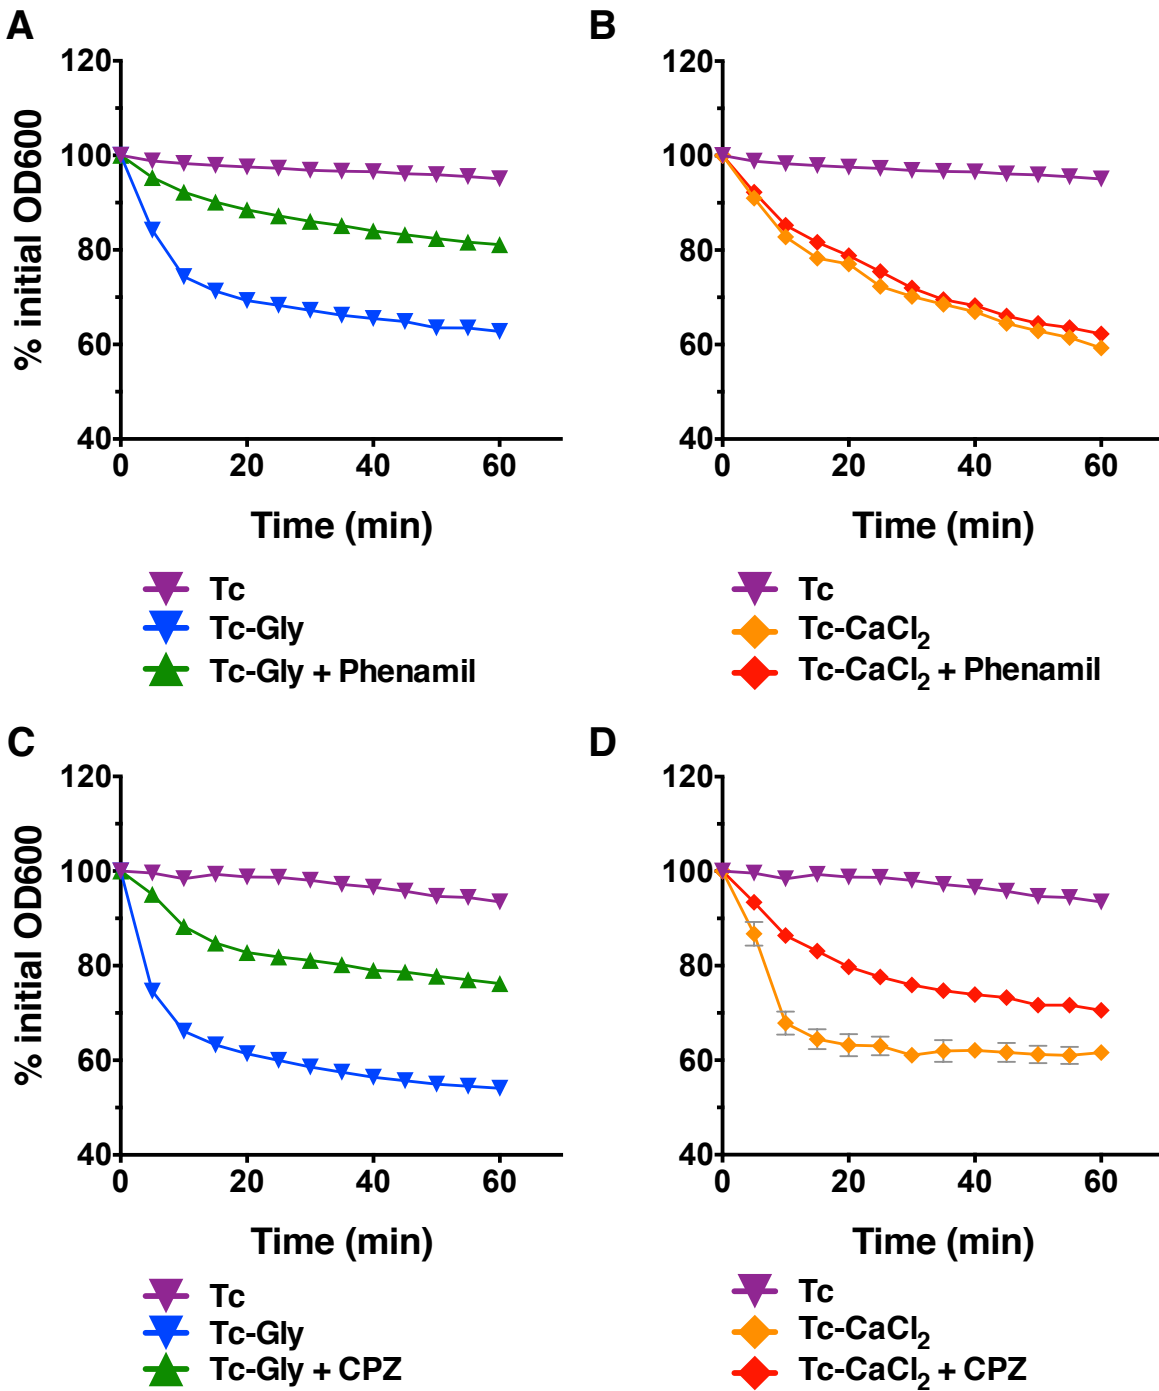 A
B
120
100
80
60
40
0 20 40 60
% initial OD600
Time (min)
Tc
Tc-Gly
Tc-Gly + Phenamil
120
100
80
60
40
0 20 40 60
Time (min)
Tc
Tc-CaCl2
Tc-CaCl2 + Phenamil
C
D
120
100
80
60
40
0 20 40 60
% initial OD600
Time (min)
Tc
Tc-Gly
Tc-Gly + CPZ
120
100
80
60
40
0 20 40 60
Time (min)
Tc
Tc-CaCl2
Tc-CaCl2 + CPZ